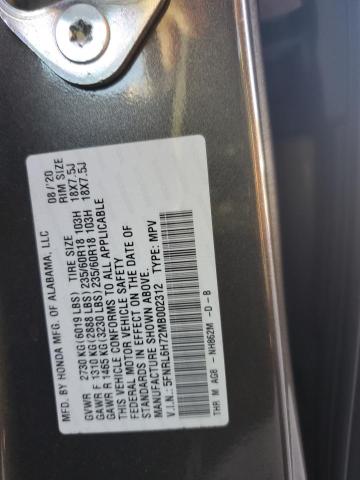 MFD. BY HONDA MFG. OF ALABAMA, LLC 08/'20
TIRE SIZE RIM SIZE
GVWR 2730 KG(6019 LBS)
GAWR F 1310 KG(2888 LBS)235/60R18 103H 18X7.5J
GAWR R 1465 KG(3230 LBS)235/60R18 103H 18X7.5J
THIS VEHICLE CONFORMS TO ALL APPLICABLE
FEDERAL MOTOR VEHICLE SAFETY
STANDARDS IN EFFECT ON THE DATE OF
MANUFACTURE SHOWN ABOVE.
V.I.N.: 5FNRL6H72MB002312 TYPE: MPV
THR M AG8 - NH862M -D-B